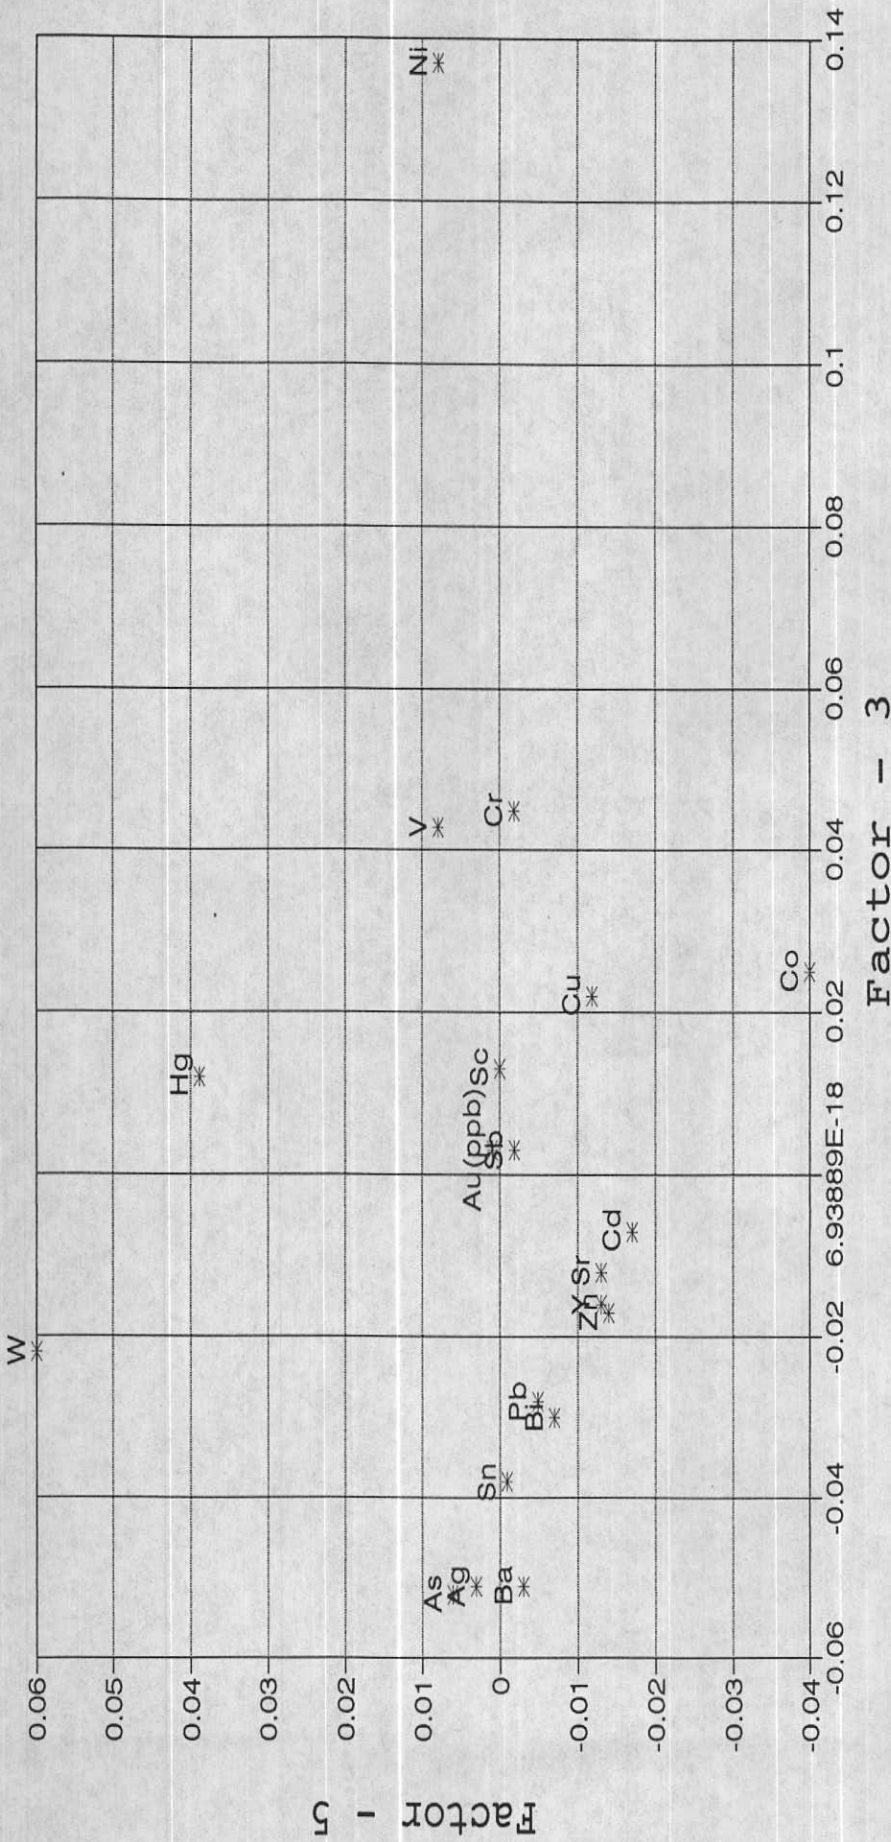 Factor - 5
0.06
0.05
0.04
0.03
0.02
0.01
0
-0.01
-0.02
-0.03
-0.04
W
Hg
As
Ag
Ba
Sn
Pb
Bi
Zn
Y
Sr
Cd
Au(ppb)
Sb
Sc
Cu
Co
V
Cr
Ni
-0.06
-0.04
-0.02
6.93889E-18
0.02
0.04
0.06
0.08
0.1
0.12
0.14
Factor - 3